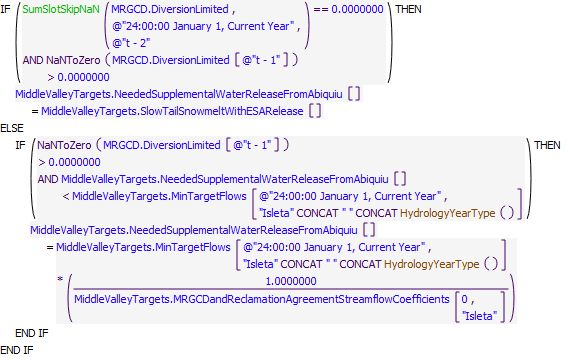 IF ( SumSlotSkipNaN ( MRGCD.DiversionLimited , @"24:00:00 January 1, Current Year" , @"t - 2" ) == 0.0000000 ) THEN
AND NaNToZero ( MRGCD.DiversionLimited [ @"t - 1" ] )
> 0.0000000
MiddleValleyTargets.NeededSupplementalWaterReleaseFromAbiquiu [ ]
= MiddleValleyTargets.SlowTailSnowmeltWithESARelease [ ]
ELSE
IF ( NaNToZero ( MRGCD.DiversionLimited [ @"t - 1" ] ) ) THEN
> 0.0000000
AND MiddleValleyTargets.NeededSupplementalWaterReleaseFromAbiquiu [ ]
< MiddleValleyTargets.MinTargetFlows [ @"24:00:00 January 1, Current Year" ,
"Isleta" CONCAT " " CONCAT HydrologyYearType ( ) ]
MiddleValleyTargets.NeededSupplementalWaterReleaseFromAbiquiu [ ]
= MiddleValleyTargets.MinTargetFlows [ @"24:00:00 January 1, Current Year" ,
"Isleta" CONCAT " " CONCAT HydrologyYearType ( ) ]
* ( 1.0000000
MiddleValleyTargets.MRGCDandReclamationAgreementStreamflowCoefficients [ 0 ,
"Isleta" ] )
END IF
END IF